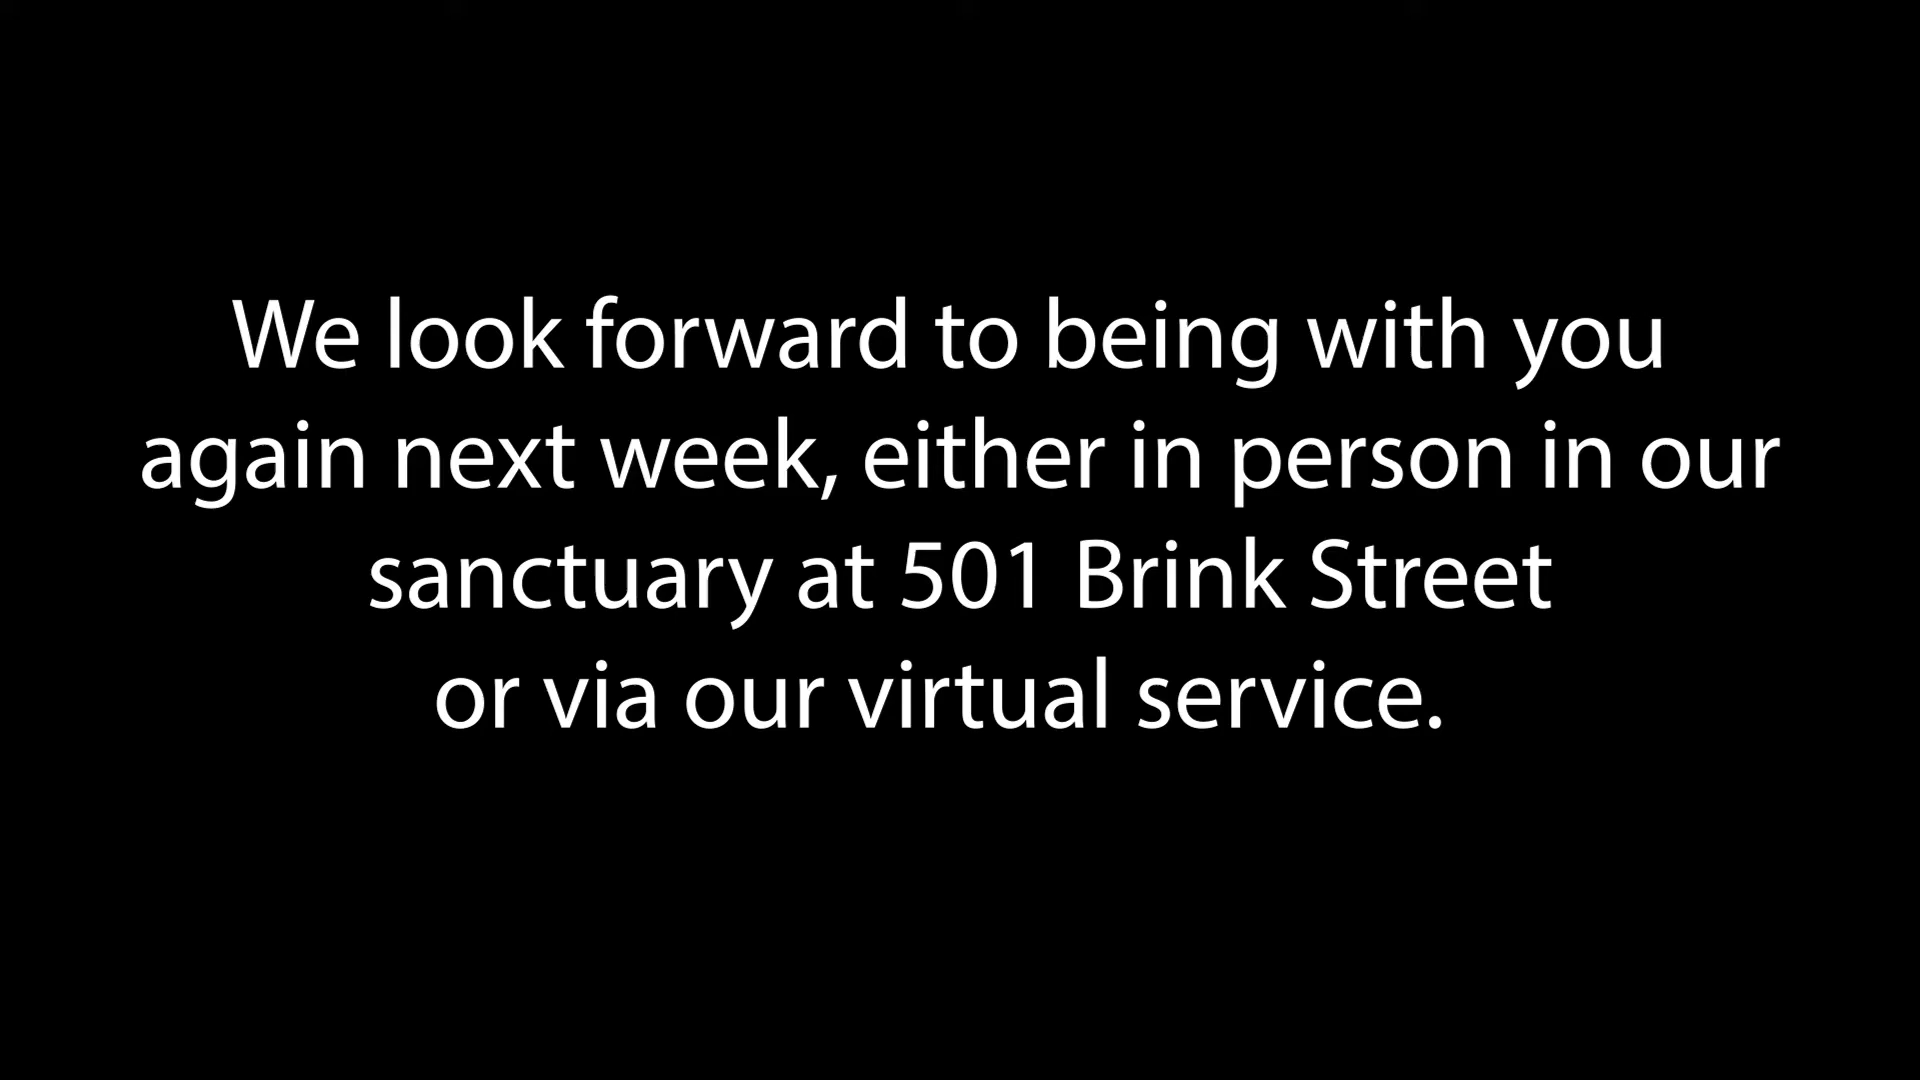 We look forward to being with you
again next week, either in person in our
sanctuary at 501 Brink Street
or via our virtual service.